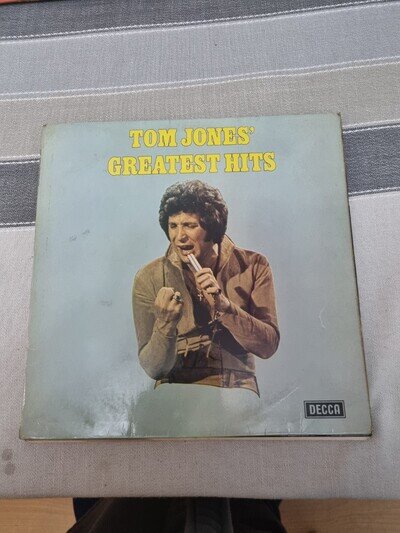 TOM JONES'
GREATEST HITS
DECCA